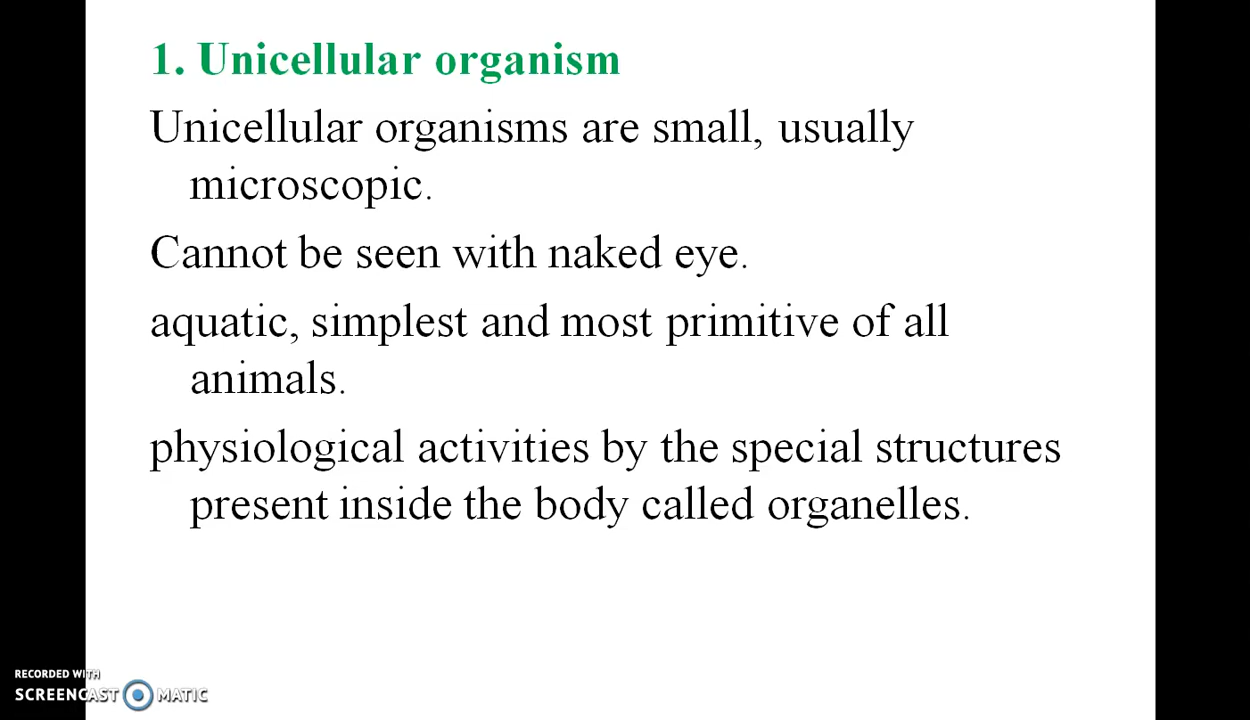 1. Unicellular organism
Unicellular organisms are small, usually
microscopic.
Cannot be seen with naked eye.
aquatic, simplest and most primitive of all
animals.
physiological activities by the special structures
present inside the body called organelles.
RECORDED WITH
SCREENCAST MATIC